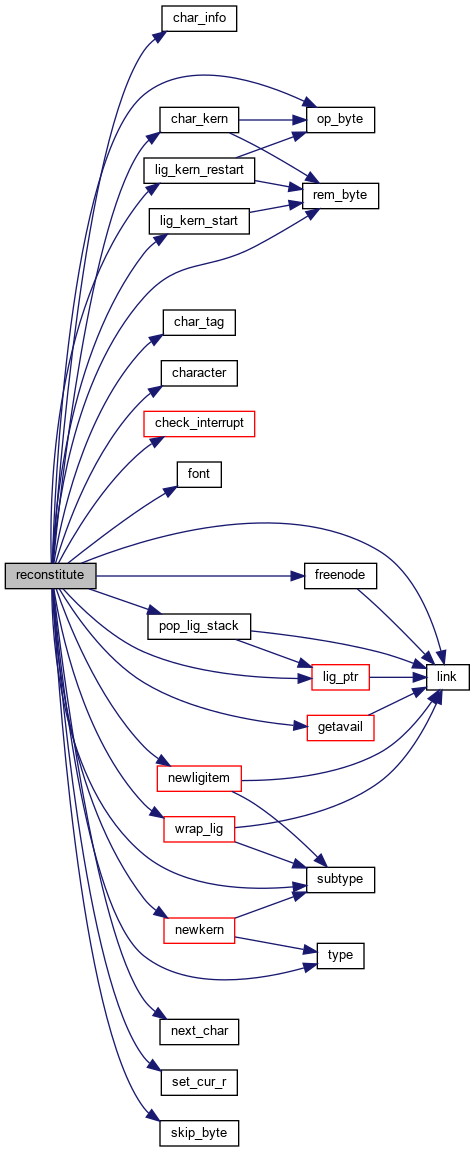 char_info
op_byte
char_kern
lig_kern_restart
rem_byte
lig_kern_start
char_tag
character
check_interrupt
font
reconstitute
freenode
pop_lig_stack
lig_ptr
link
getavail
newligitem
wrap_lig
subtype
newkern
type
next_char
set_cur_r
skip_byte